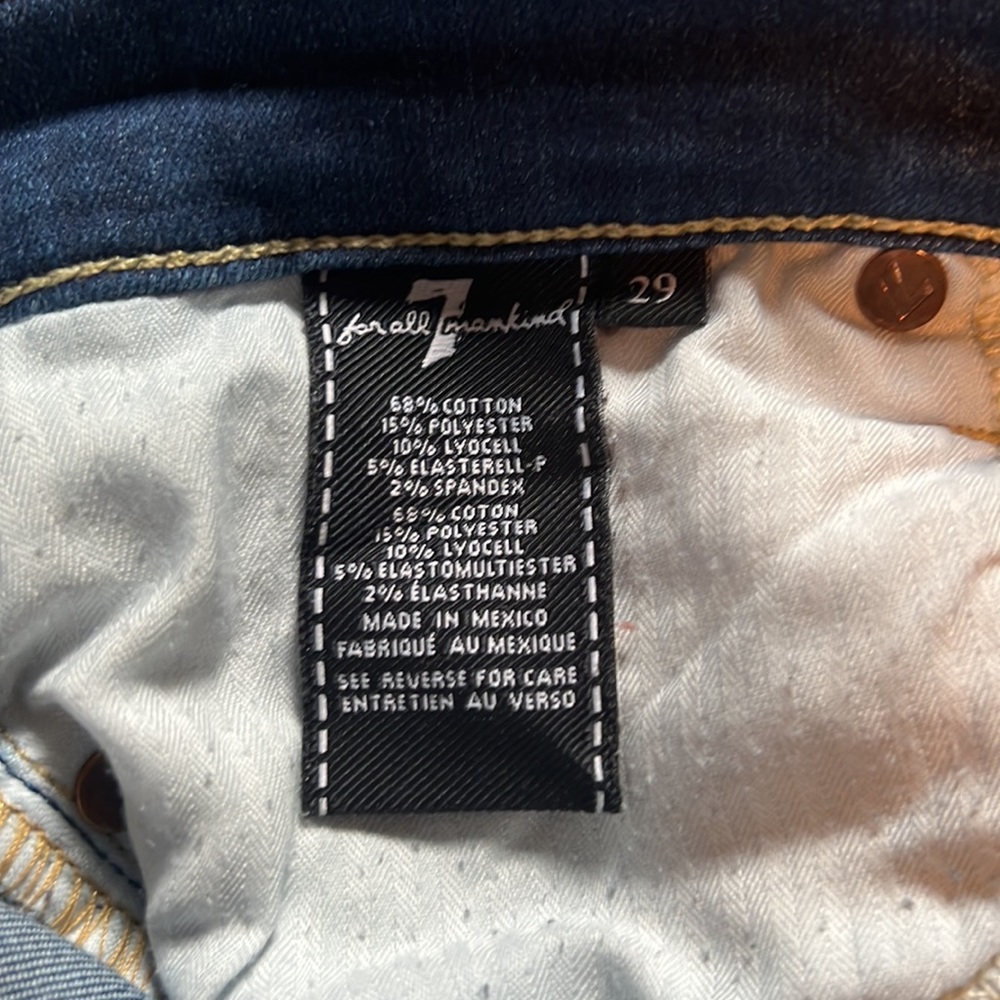 7 for all mankind
29
68% COTTON
15% POLYESTER
10% LYOCELL
5% ELASTERELL-P
2% SPANDEX
68% COTON
15% POLYESTER
10% LYOCELL
5% ÉLASTOMULTIESTER
2% ÉLASTHANNE
MADE IN MEXICO
FABRIQUÉ AU MEXIQUE
SEE REVERSE FOR CARE
ENTRETIEN AU VERSO